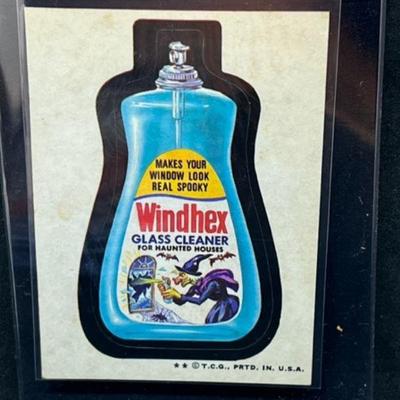 MAKES YOUR
WINDOW LOOK
REAL SPOOKY
Windhex
GLASS CLEANER
FOR HAUNTED HOUSES
★★ © T.C.G., PRTD. IN. U.S.A.